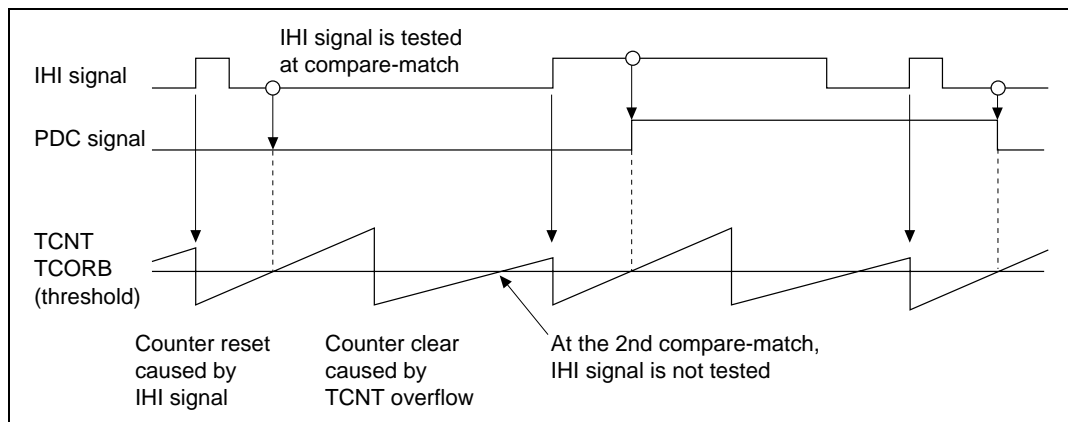 IHI signal is tested
at compare-match
IHI signal
PDC signal
TCNT
TCORB
(threshold)
Counter reset
caused by
IHI signal
Counter clear
caused by
TCNT overflow
At the 2nd compare-match,
IHI signal is not tested